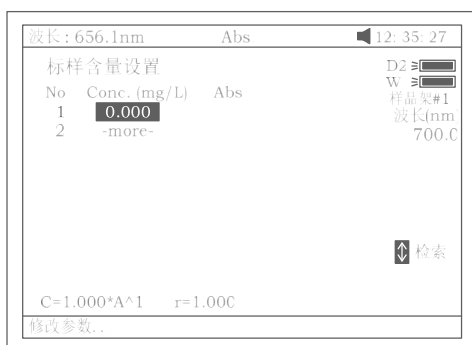 波长:656.1nm Abs 12:35:27
标样含量设置
No Conc. (mg/L) Abs
1 0.000
2 -more-
D2
W
样品架#1
波长(nm
700.0
检索
C=1.000*A^1 r=1.000
修改参数..